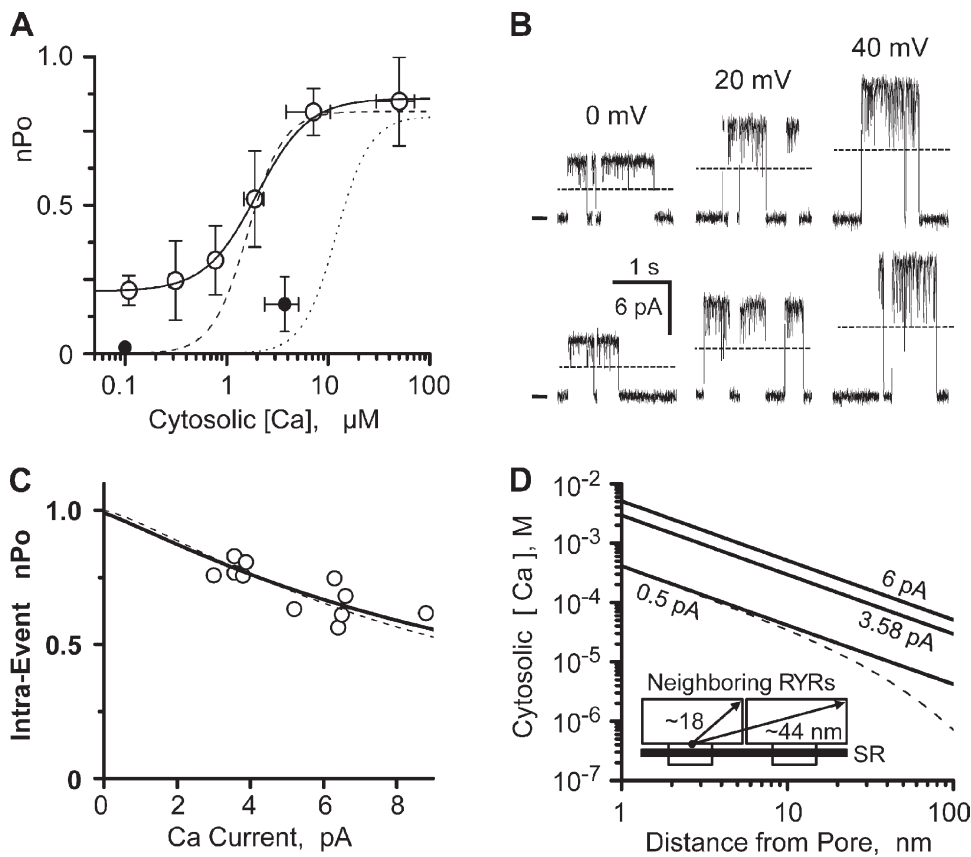 A
1.0
0.5
0
nPo
0.1
1
10
100
Cytosolic [Ca], µM
B
0 mV
20 mV
40 mV
1 s
6 pA
C
1.0
0.5
0
Intra-Event nPo
0
2
4
6
8
Ca Current, pA
D
10-2
10-3
10-4
10-5
10-6
10-7
Cytosolic [Ca], M
6 pA
3.58 pA
0.5 pA
Neighboring RYRs
~18
~44 nm
SR
1
10
100
Distance from Pore, nm